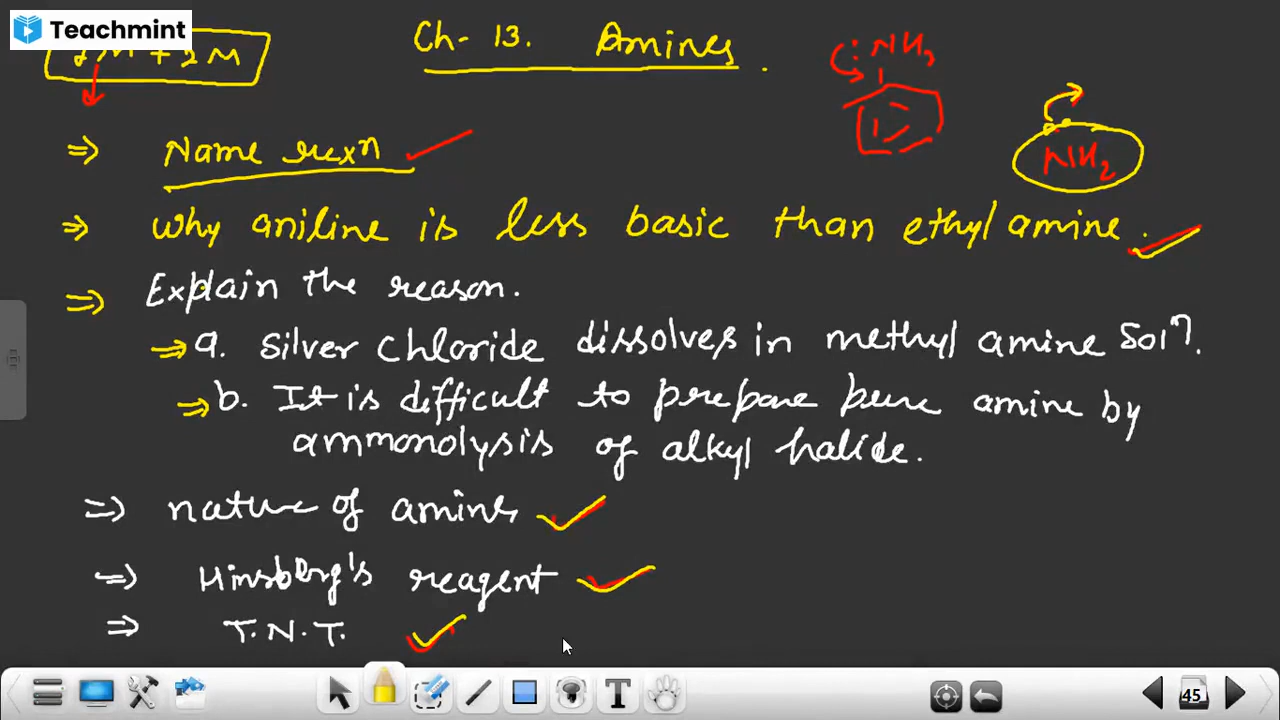 Teachmint
2M + 2M
Ch- 13. Amines
:NH2
NH2
⇒ Name rexn
⇒ why aniline is less basic than ethyl amine.
⇒ Explain the reason.
⇒ a. Silver Chloride dissolves in methyl amine Soln.
⇒ b. It is difficult to prepare pure amine by
ammonolysis of alkyl halide.
⇒ nature of amines
⇒ Hinsberg's reagent
⇒ T.N.T.
45